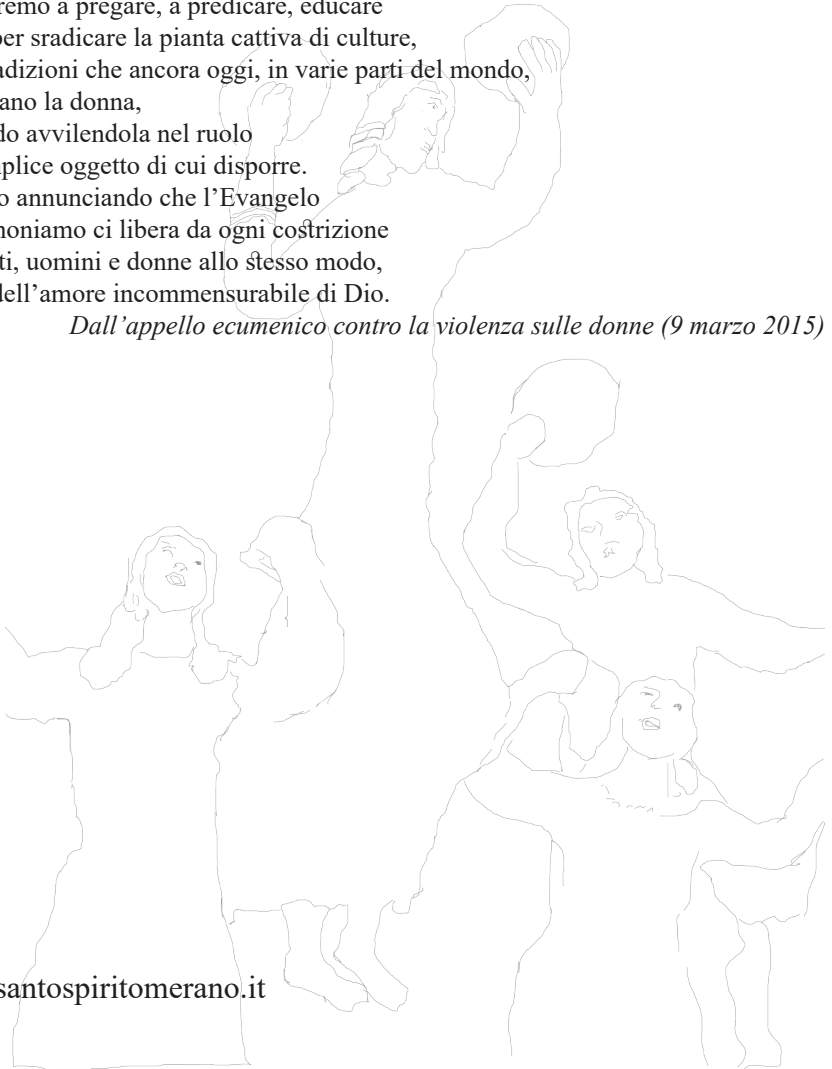 remo a pregare, a predicare, educare
per sradicare la pianta cattiva di culture,
adizioni che ancora oggi, in varie parti del mondo,
ano la donna,
do avvilendola nel ruolo
plice oggetto di cui disporre.
o annunciando che l’Evangelo
noniamo ci libera da ogni costrizione
ti, uomini e donne allo stesso modo,
dell’amore incommensurabile di Dio.
Dall’appello ecumenico contro la violenza sulle donne (9 marzo 2015)
santospiritomerano.it